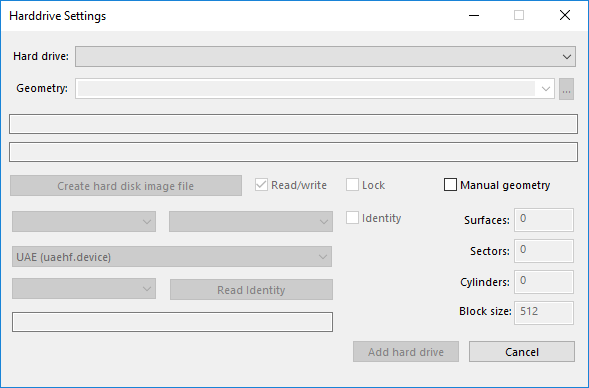 Harddrive Settings
Hard drive:
Geometry:
...
Create hard disk image file Read/write Lock Manual geometry
Identity Surfaces: 0
Sectors: 0
UAE (uaehf.device)
Cylinders: 0
Read Identity
Block size: 512
Add hard drive Cancel